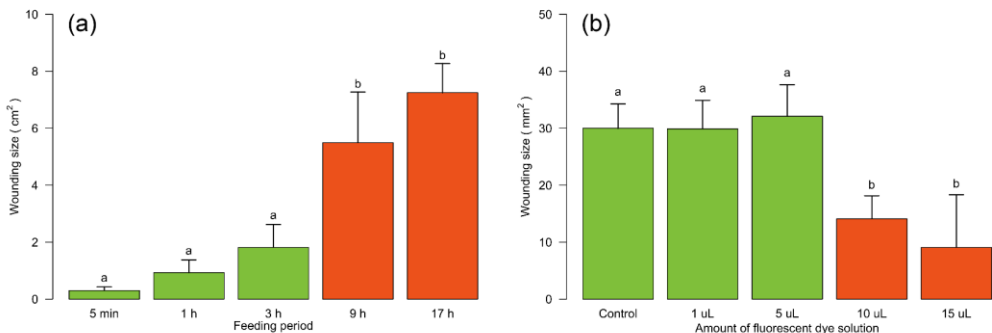 (a)
Wounding size ( cm² )
10
8
6
4
2
0
a
a
a
b
b
5 min 1 h 3 h 9 h 17 h
Feeding period
(b)
Wounding size ( mm² )
50
40
30
20
10
0
a
a
a
b
b
Control 1 uL 5 uL 10 uL 15 uL
Amount of fluorescent dye solution